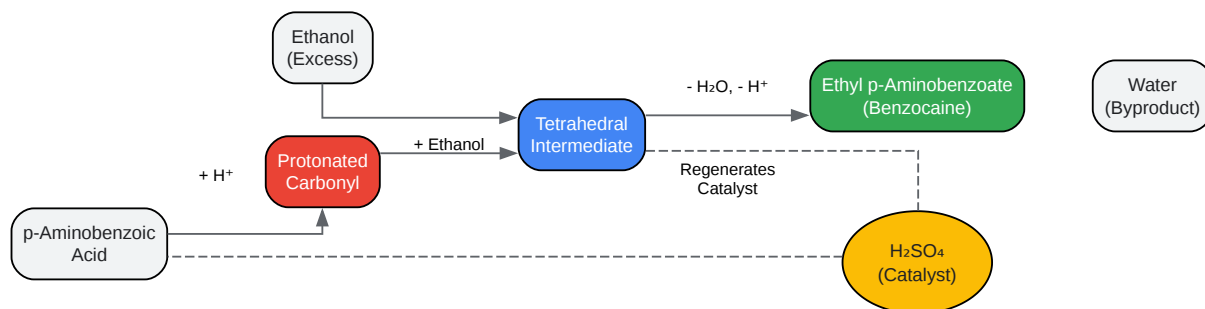 Ethanol
(Excess)
- H₂O, - H⁺
Ethyl p-Aminobenzoate
(Benzocaine)
Water
(Byproduct)
Tetrahedral
Intermediate
+ Ethanol
Protonated
Carbonyl
+ H⁺
Regenerates
Catalyst
p-Aminobenzoic
Acid
H₂SO₄
(Catalyst)